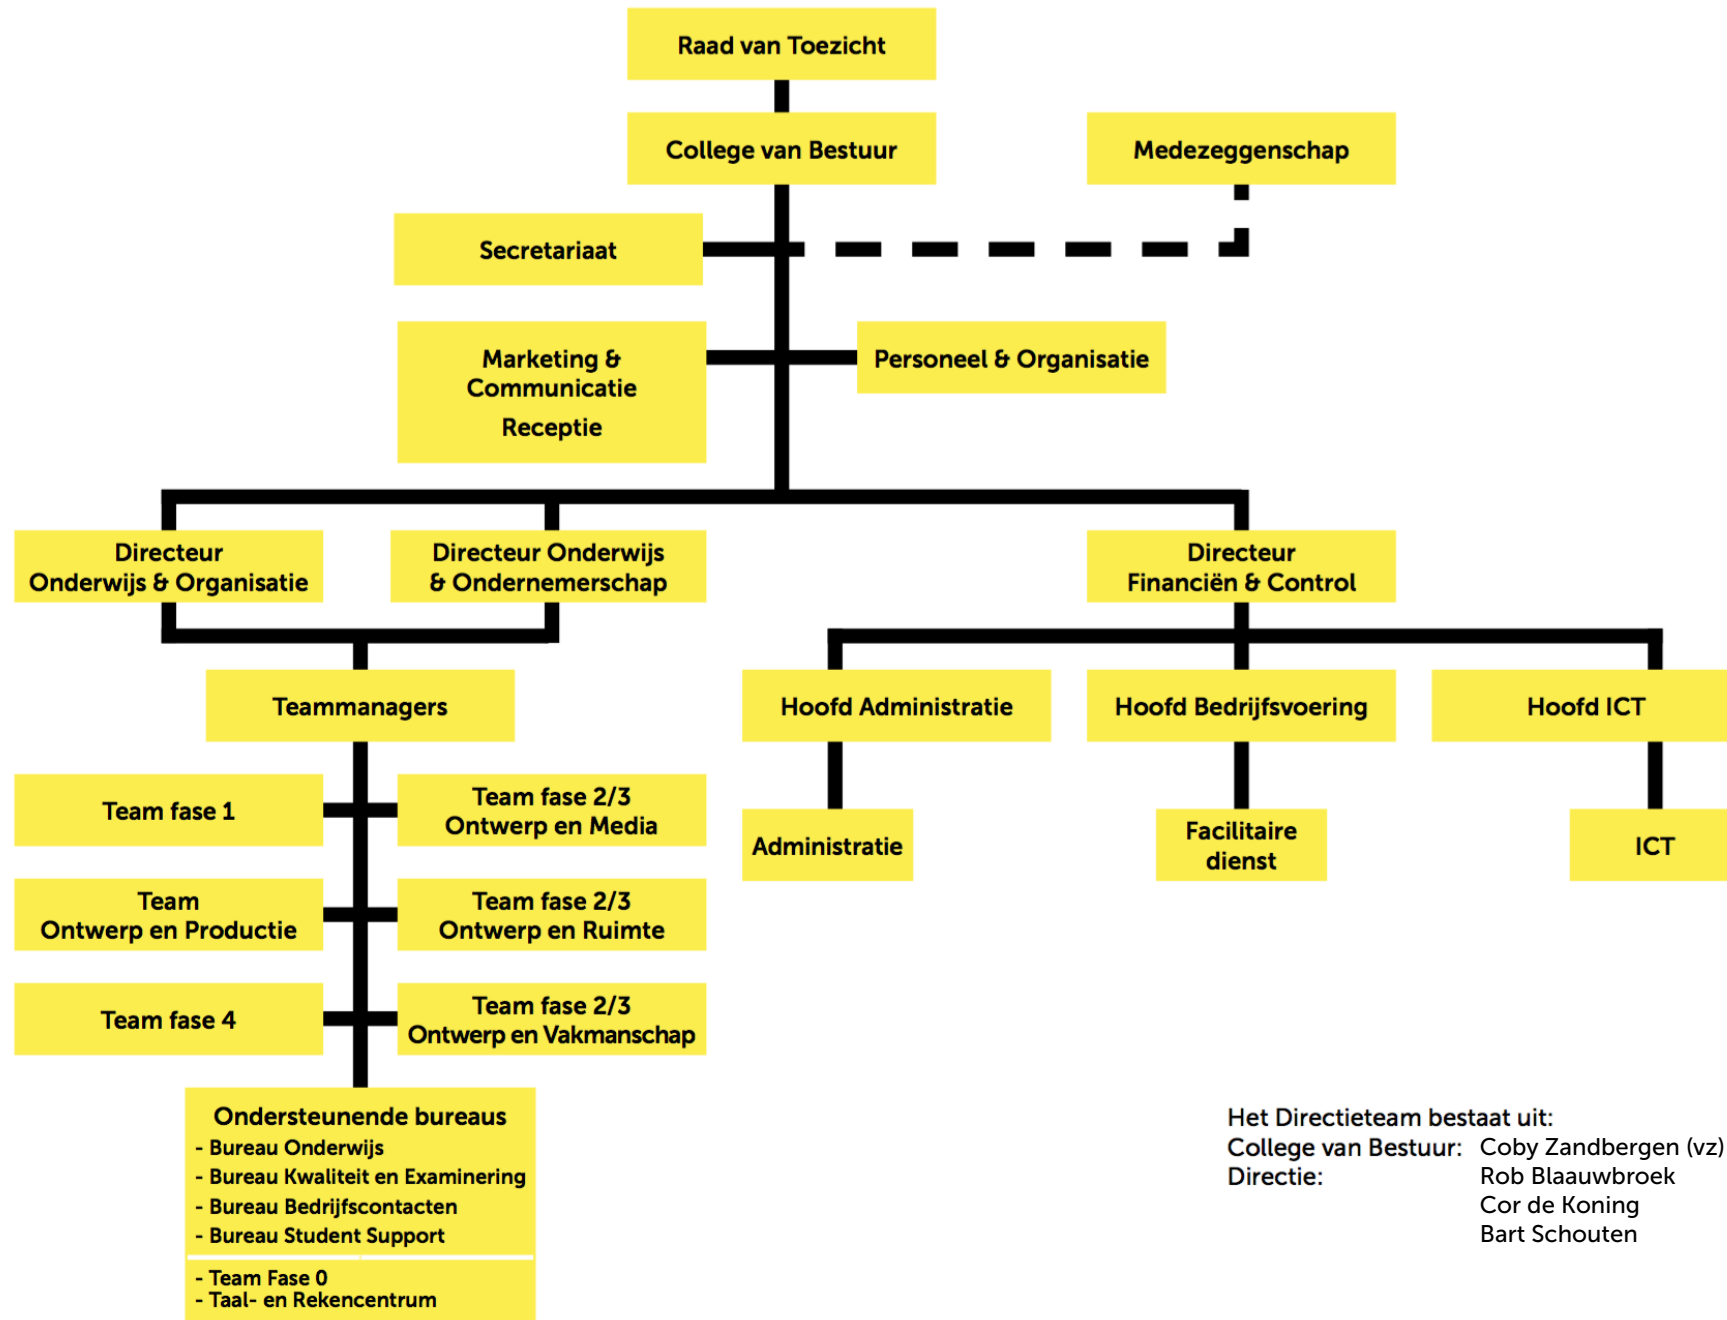 Raad van Toezicht
College van Bestuur
Medezeggenschap
Secretariaat
Marketing &
Communicatie
Receptie
Personeel & Organisatie
Directeur
Onderwijs & Organisatie
Directeur Onderwijs
& Ondernemerschap
Directeur
Financiën & Control
Teammanagers
Hoofd Administratie
Hoofd Bedrijfsvoering
Hoofd ICT
Team fase 1
Team fase 2/3
Ontwerp en Media
Administratie
Facilitaire
dienst
ICT
Team
Ontwerp en Productie
Team fase 2/3
Ontwerp en Ruimte
Team fase 4
Team fase 2/3
Ontwerp en Vakmanschap
Ondersteunende bureaus
- Bureau Onderwijs
- Bureau Kwaliteit en Examinering
- Bureau Bedrijfscontacten
- Bureau Student Support
- Team Fase 0
- Taal- en Rekencentrum
Het Directieteam bestaat uit:
College van Bestuur: Coby Zandbergen (vz)
Directie: Rob Blaauwbroek
Cor de Koning
Bart Schouten